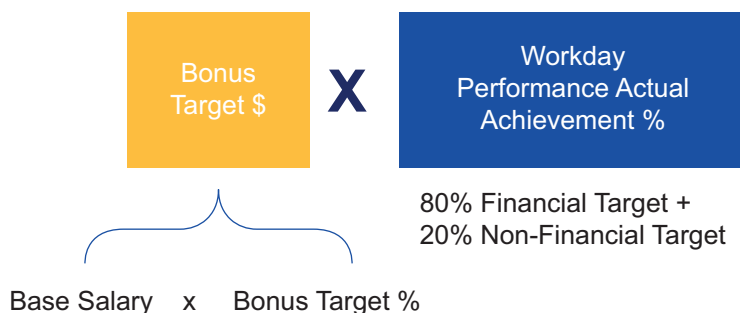 Bonus
Target $
X
Workday
Performance Actual
Achievement %
80% Financial Target +
20% Non-Financial Target
Base Salary x Bonus Target %